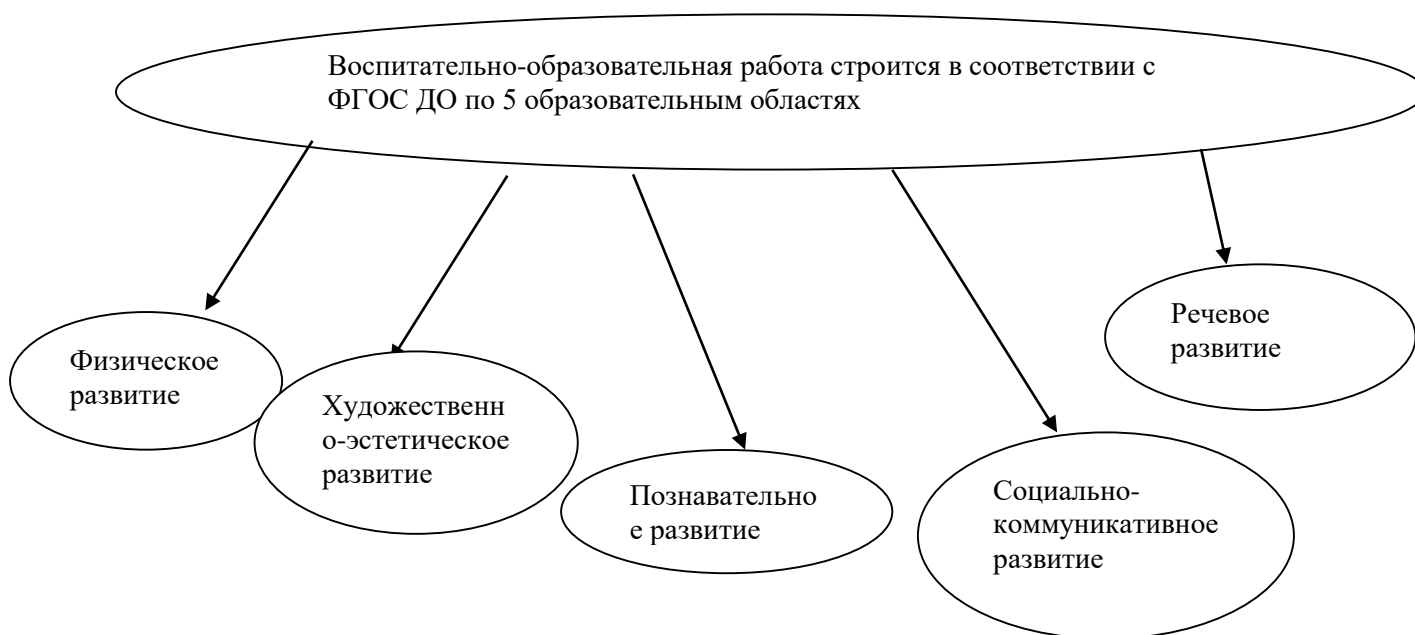 Воспитательно-образовательная работа строится в соответствии с
ФГОС ДО по 5 образовательным областях
Физическое
развитие
Художественн
о-эстетическое
развитие
Познавательно
е развитие
Социально-
коммуникативное
развитие
Речевое
развитие